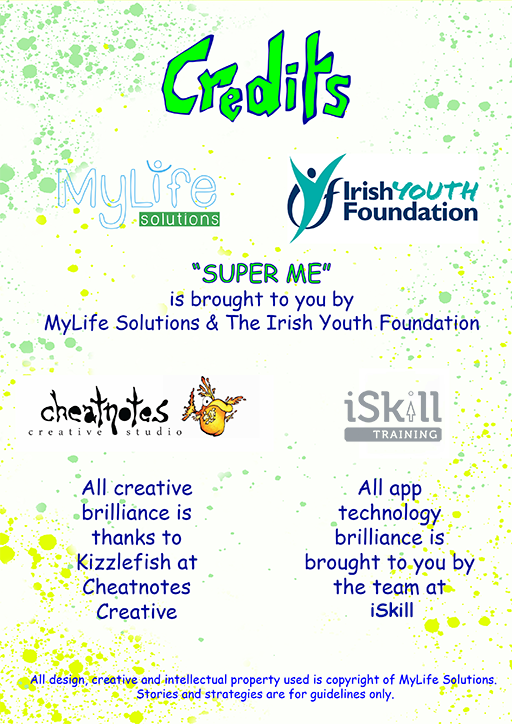 Credits
MyLife
solutions
IrishYOUTH
Foundation
“SUPER ME”
is brought to you by
MyLife Solutions & The Irish Youth Foundation
cheatnotes
creative studio
iSkill
TRAINING
All creative
brilliance is
thanks to
Kizzlefish at
Cheatnotes
Creative
All app
technology
brilliance is
brought to you by
the team at
iSkill
All design, creative and intellectual property used is copyright of MyLife Solutions.
Stories and strategies are for guidelines only.